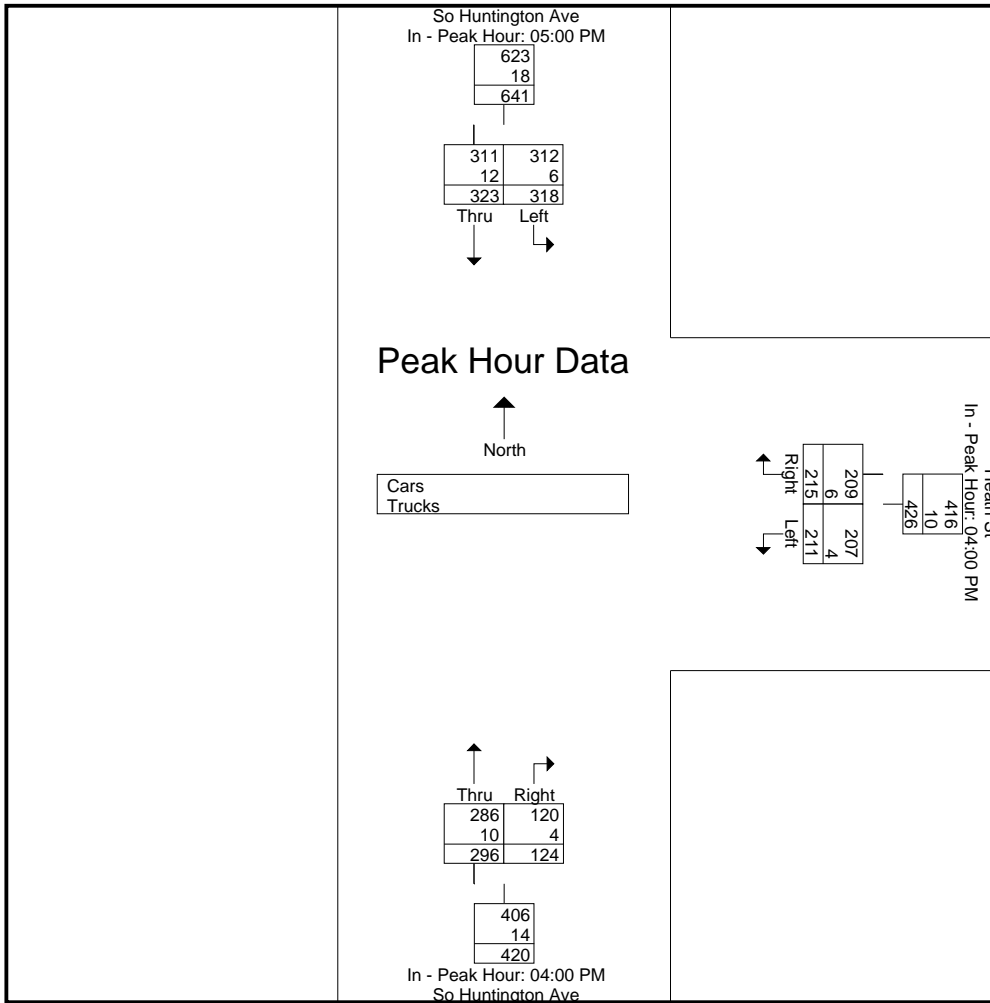 So Huntington Ave
In - Peak Hour: 05:00 PM
623
18
641
311 312
12 6
323 318
Thru Left
Peak Hour Data
North
Cars
Trucks
In - Peak Hour: 04:00 PM
416
10
426
209 207
6 4
215 211
Right Left
Thru Right
286 120
10 4
296 124
406
14
420
In - Peak Hour: 04:00 PM
So Huntington Ave